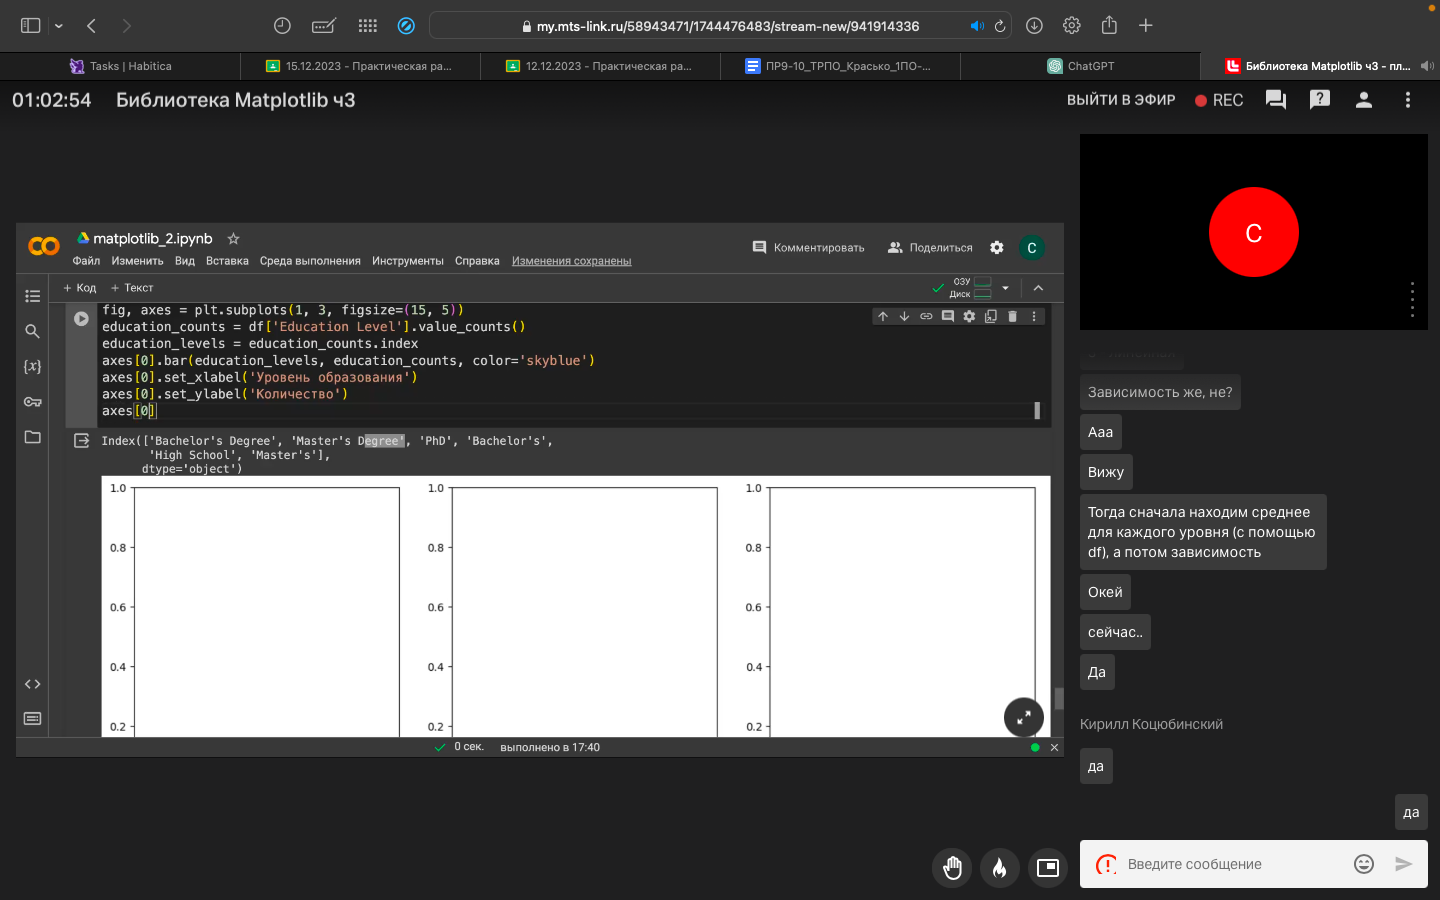 my.mts-link.ru/58943471/1744476483/stream-new/941914336
Tasks | Habitica
15.12.2023 - Практическая ра...
12.12.2023 - Практическая ра...
ПР9-10_ТРПО_Красько_1ПО-...
ChatGPT
Библиотека Matplotlib ч3 - пл...
01:02:54 Библиотека Matplotlib ч3
ВЫЙТИ В ЭФИР REC
C
matplotlib_2.ipynb
Комментировать Поделиться C
Файл Изменить Вид Вставка Среда выполнения Инструменты Справка Изменения сохранены
+ Код + Текст
ОЗУ
Диск
fig, axes = plt.subplots(1, 3, figsize=(15, 5))
education_counts = df['Education Level'].value_counts()
education_levels = education_counts.index
axes[0].bar(education_levels, education_counts, color='skyblue')
axes[0].set_xlabel('Уровень образования')
axes[0].set_ylabel('Количество')
axes[0]
Index(['Bachelor's Degree', 'Master's Degree', 'PhD', 'Bachelor's',
'High School', 'Master's'],
dtype='object')
1.0 1.0 1.0
0.8 0.8 0.8
0.6 0.6 0.6
0.4 0.4 0.4
0.2 0.2 0.2
0 сек. выполнено в 17:40
Зависимость же, не?
Ааа
Вижу
Тогда сначала находим среднее
для каждого уровня (с помощью
df), а потом зависимость
Окей
сейчас..
Да
Кирилл Коцюбинский
да
да
Введите сообщение